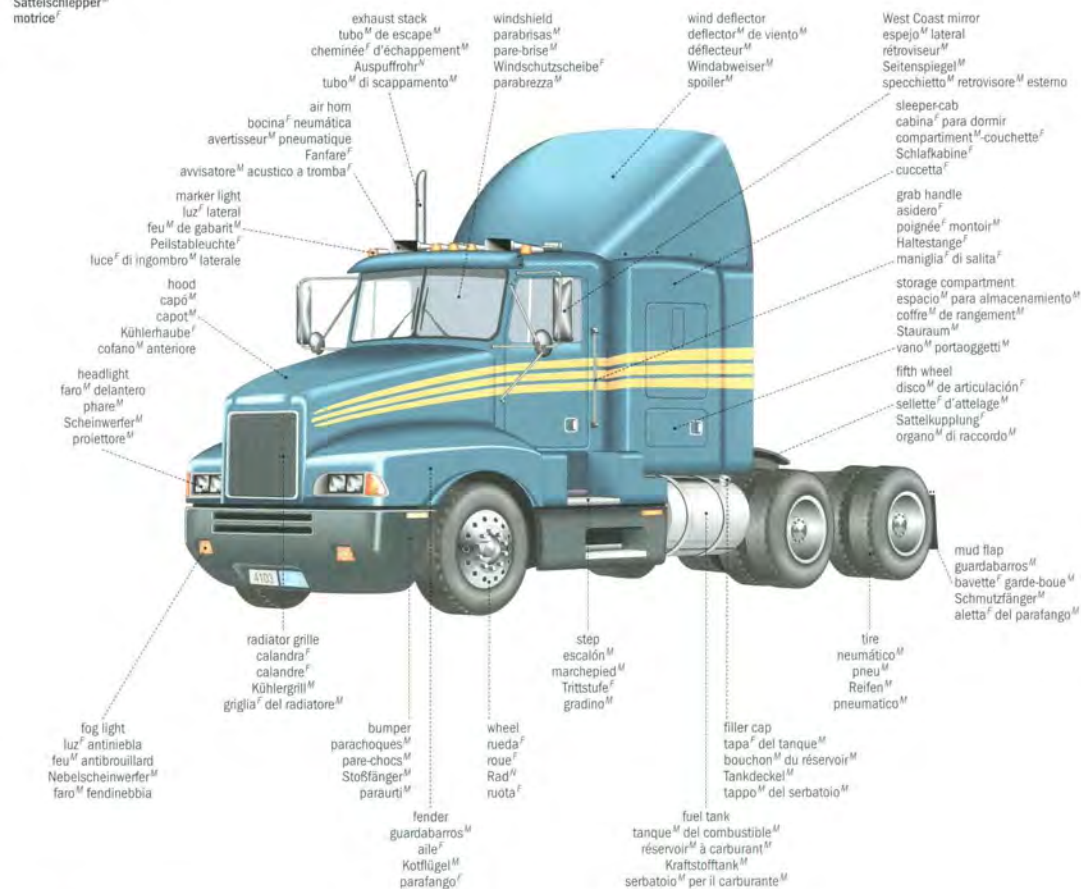 Sattelschlepper^M
motrice^F
exhaust stack
tubo^M de escape^M
cheminée^F d'échappement^M
Auspuffrohr^N
tubo^M di scappamento^M
windshield
parabrisas^M
pare-brise^M
Windschutzscheibe^F
parabrezza^M
wind deflector
deflector^M de viento^M
déflecteur^M
Windabweiser^M
spoiler^M
West Coast mirror
espejo^M lateral
rétroviseur^M
Seitenspiegel^M
specchietto^M retrovisore^M esterno
air horn
bocina^F neumática
avertisseur^M pneumatique
Fanfare^F
avvisatore^M acustico a tromba^F
sleeper-cab
cabina^F para dormir
compartiment^M-couchette^F
Schlafkabine^F
cuccetta^F
marker light
luz^F lateral
feu^M de gabarit^M
Peilstableuchte^F
luce^F di ingombro^M laterale
grab handle
asidero^F
poignée^F montoir^M
Haltestange^F
maniglia^F di salita^F
hood
capó^M
capot^M
Kühlerhaube^F
cofano^M anteriore
storage compartment
espacio^M para almacenamiento^M
coffre^M de rangement^M
Stauraum^M
vano^M portaoggetti^M
headlight
faro^M delantero
phare^M
Scheinwerfer^M
proiettore^M
fifth wheel
disco^M de articulación^F
sellette^F d'attelage^M
Sattelkupplung^F
organo^M di raccordo^M
4103
mud flap
guardabarros^M
bavette^F garde-boue^M
Schmutzfänger^M
aletta^F del parafango^M
radiator grille
calandra^F
calandre^F
Kühlergrill^M
griglia^F del radiatore^M
step
escalón^M
marchepied^M
Trittstufe^F
gradino^M
tire
neumático^M
pneu^M
Reifen^M
pneumatico^M
fog light
luz^F antiniebla
feu^M antibrouillard
Nebelscheinwerfer^M
faro^M fendinebbia
bumper
parachoques^M
pare-chocs^M
Stoßfänger^M
paraurti^M
wheel
rueda^F
roue^F
Rad^N
ruota^F
filler cap
tapa^F del tanque^M
bouchon^M du réservoir^M
Tankdeckel^M
tappo^M del serbatoio^M
fender
guardabarros^M
aile^F
Kotflügel^M
parafango^F
fuel tank
tanque^M del combustible^M
réservoir^M à carburant^M
Kraftstofftank^M
serbatoio^M per il carburante^M